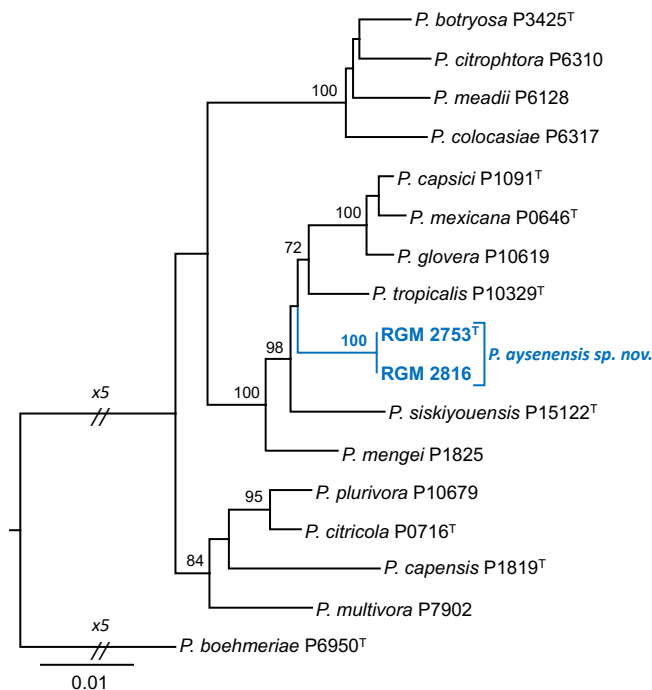 P. botryosa P3425ᵀ
P. citrophtora P6310
100
P. meadii P6128
P. colocasiae P6317
P. capsici P1091ᵀ
100
P. mexicana P0646ᵀ
72
P. glovera P10619
P. tropicalis P10329ᵀ
100
RGM 2753ᵀ
P. aysenensis sp. nov.
98
RGM 2816
100
x5
P. siskiyouensis P15122ᵀ
P. mengei P1825
95
P. plurivora P10679
P. citricola P0716ᵀ
84
P. capensis P1819ᵀ
P. multivora P7902
x5
P. boehmeriae P6950ᵀ
0.01